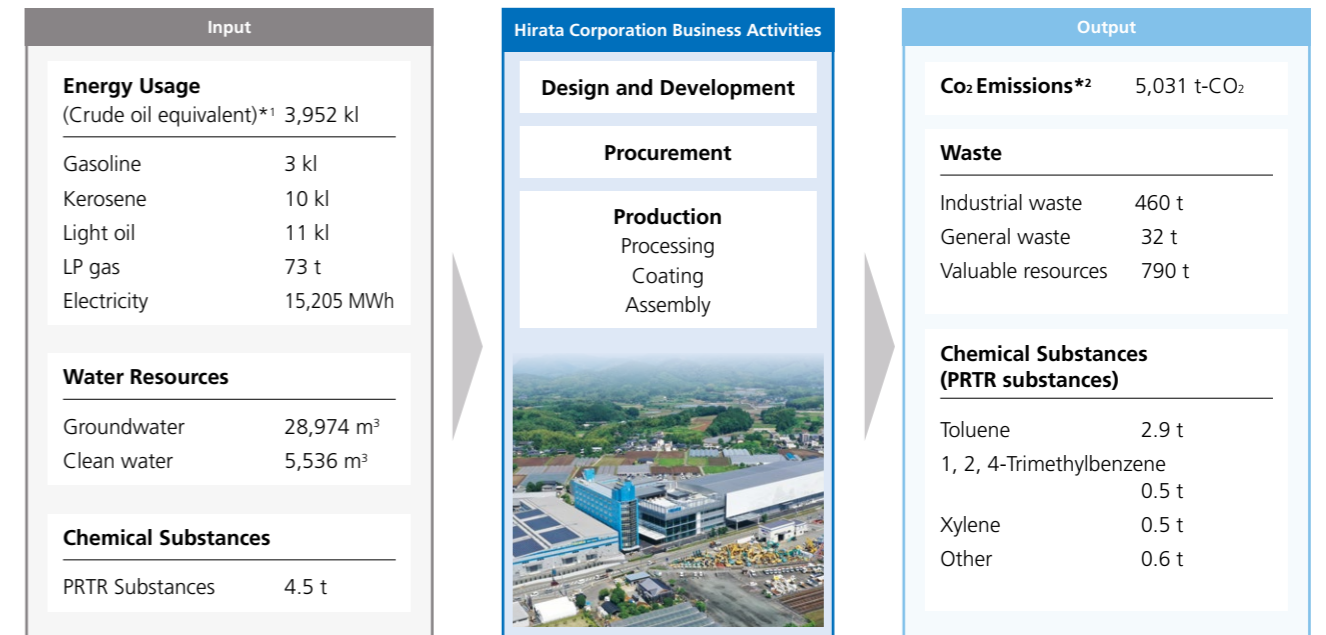 Input
Energy Usage
(Crude oil equivalent)*1 3,952 kl
Gasoline 3 kl
Kerosene 10 kl
Light oil 11 kl
LP gas 73 t
Electricity 15,205 MWh
Water Resources
Groundwater 28,974 m³
Clean water 5,536 m³
Chemical Substances
PRTR Substances 4.5 t
Hirata Corporation Business Activities
Design and Development
Procurement
Production
Processing
Coating
Assembly
Output
Co₂ Emissions*² 5,031 t-CO₂
Waste
Industrial waste 460 t
General waste 32 t
Valuable resources 790 t
Chemical Substances
(PRTR substances)
Toluene 2.9 t
1, 2, 4-Trimethylbenzene
0.5 t
Xylene 0.5 t
Other 0.6 t